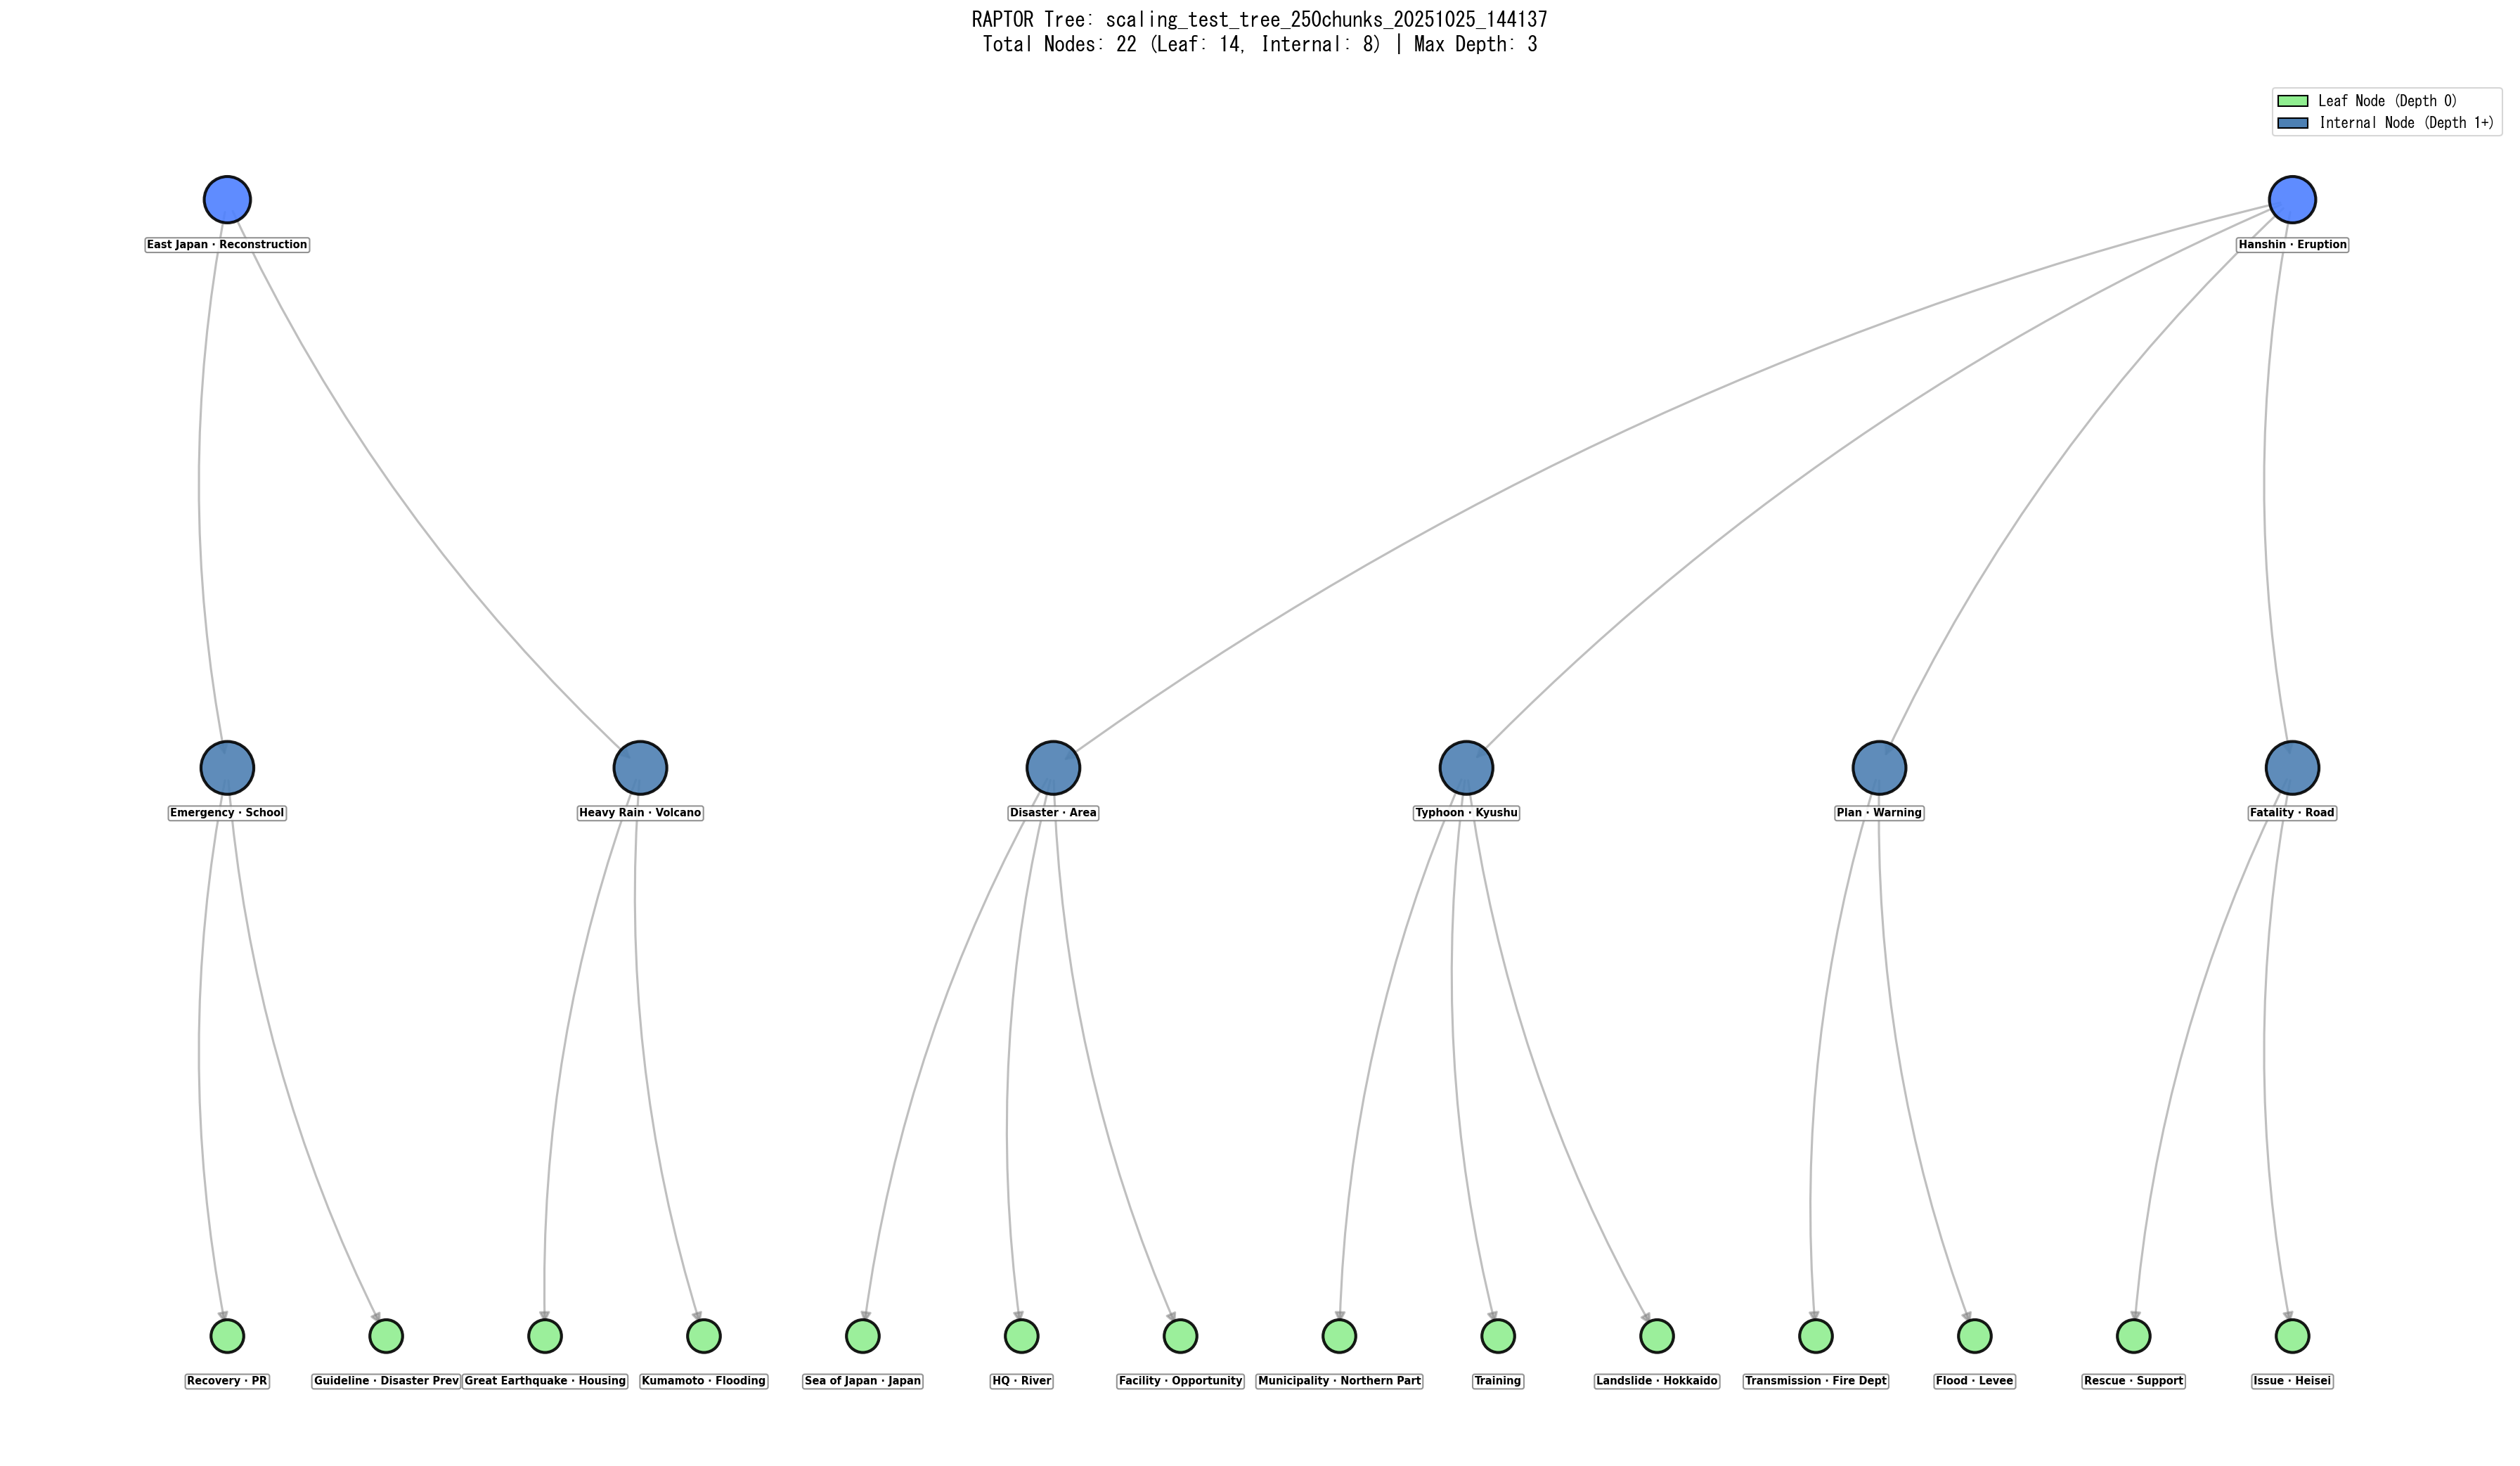 RAPTOR Tree: scaling_test_tree_250chunks_20251025_144137
Total Nodes: 22 (Leaf: 14, Internal: 8) | Max Depth: 3
Leaf Node (Depth 0)
Internal Node (Depth 1+)
East Japan · Reconstruction
Hanshin · Eruption
Emergency · School
Heavy Rain · Volcano
Disaster · Area
Typhoon · Kyushu
Plan · Warning
Fatality · Road
Recovery · PR
Guideline · Disaster Prev
Great Earthquake · Housing
Kumamoto · Flooding
Sea of Japan · Japan
HQ · River
Facility · Opportunity
Municipality · Northern Part
Training
Landslide · Hokkaido
Transmission · Fire Dept
Flood · Levee
Rescue · Support
Issue · Heisei